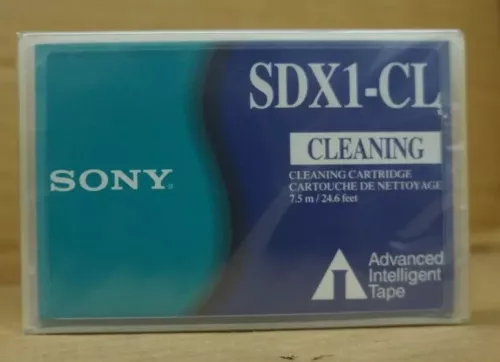 SONY
SDX1-CL
CLEANING
CLEANING CARTRIDGE
CARTOUCHE DE NETTOYAGE
7.5 m / 24.6 feet
Advanced
Intelligent
Tape